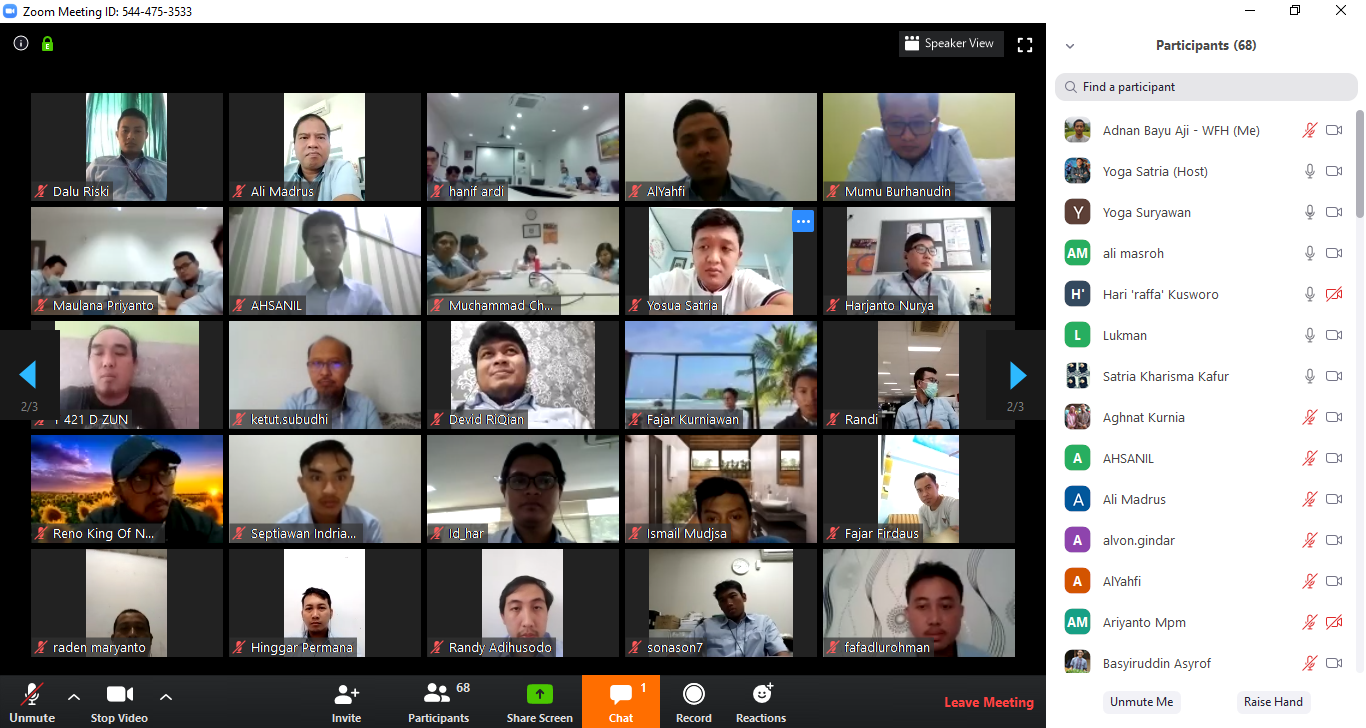 Zoom Meeting ID: 544-475-3533
Speaker View
Dalu Riski
Ali Madrus
hanif ardi
AlYahfi
Mumu Burhanudin
Maulana Priyanto
AHSANIL
Muchammad Ch...
Yosua Satria
Harjanto Nurya
421 D ZUN
ketut.subudhi
Devid RiQian
Fajar Kurniawan
Randi
2/3
2/3
Reno King Of N...
Septiawan Indria...
Id_har
Ismail Mudjsa
Fajar Firdaus
raden maryanto
Hinggar Permana
Randy Adihusodo
sonason7
fafadlurohman
Unmute
Stop Video
Invite
Participants
68
Share Screen
Chat
1
Record
Reactions
Leave Meeting
Participants (68)
Find a participant
Adnan Bayu Aji - WFH (Me)
Yoga Satria (Host)
Y Yoga Suryawan
AM ali masroh
H' Hari 'raffa' Kusworo
L Lukman
Satria Kharisma Kafur
Aghnat Kurnia
A AHSANIL
A Ali Madrus
A alvon.gindar
A AlYahfi
AM Ariyanto Mpm
Basyiruddin Asyrof
Unmute Me
Raise Hand